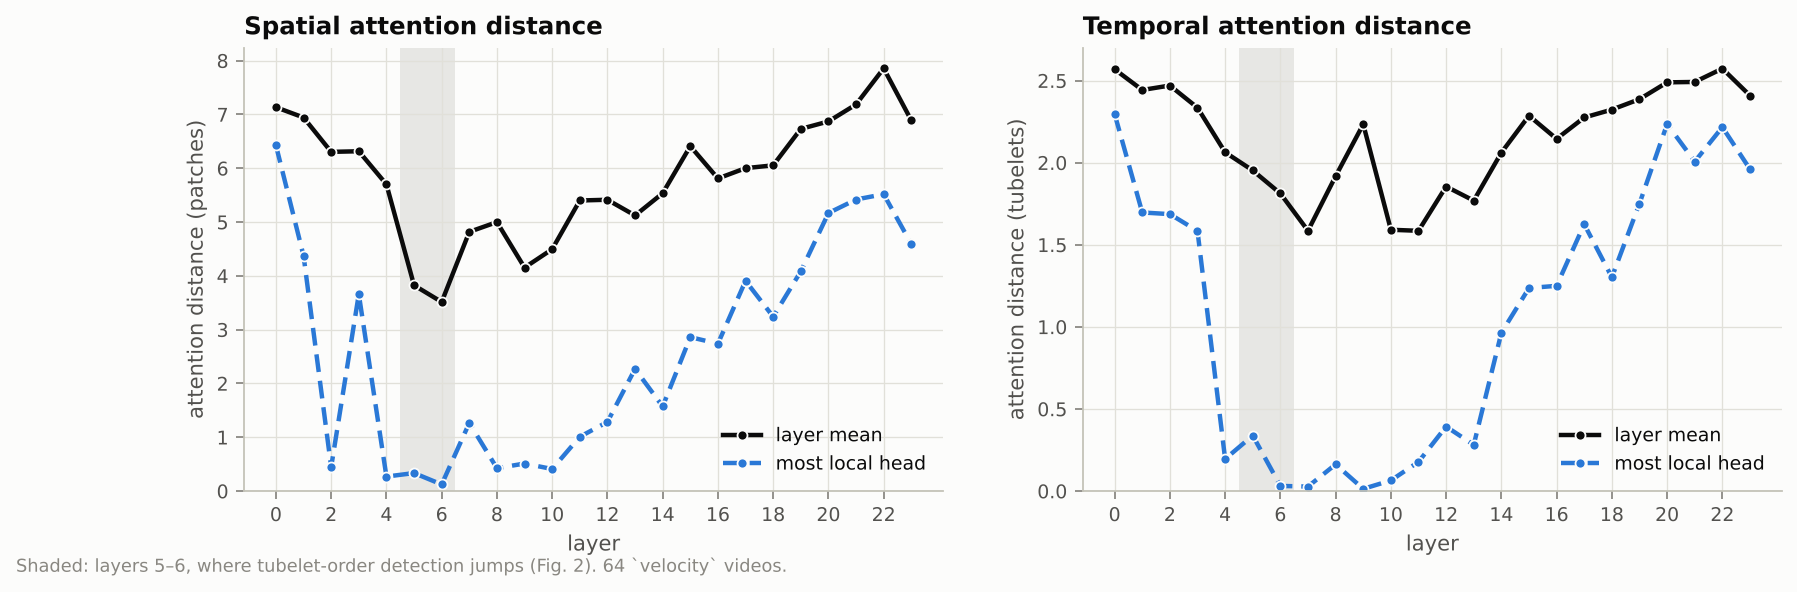 Spatial attention distance
attention distance (patches)
8
7
6
5
4
3
2
1
0
0 2 4 6 8 10 12 14 16 18 20 22
layer
layer mean
most local head
Temporal attention distance
attention distance (tubelets)
2.5
2.0
1.5
1.0
0.5
0.0
0 2 4 6 8 10 12 14 16 18 20 22
layer
layer mean
most local head
Shaded: layers 5–6, where tubelet-order detection jumps (Fig. 2). 64 `velocity` videos.